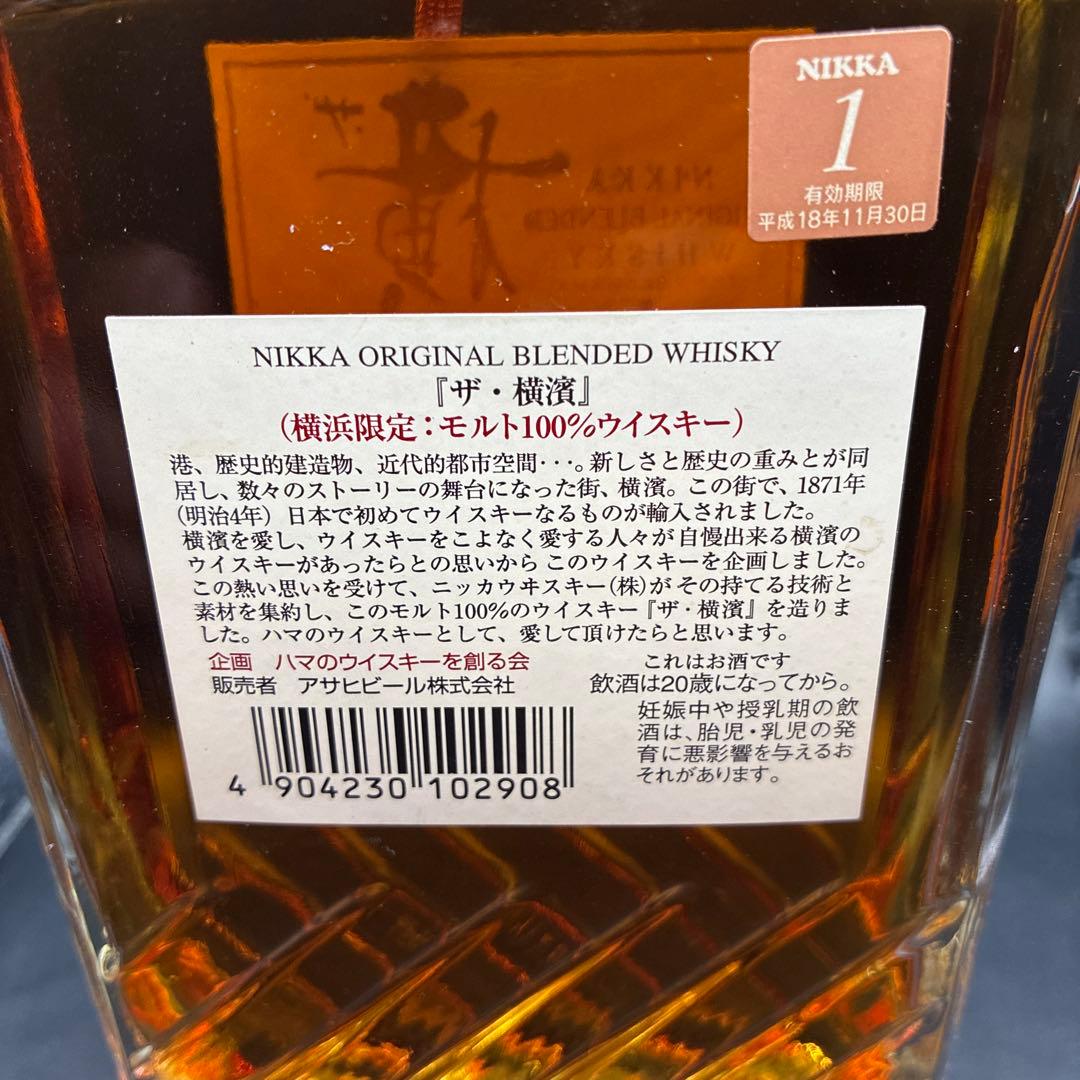 NIKKA
1
有効期限
平成18年11月30日
NIKKA
ORIGINAL BLENDED
WHISKY
NIKKA ORIGINAL BLENDED WHISKY
『ザ・横濱』
(横浜限定：モルト100%ウイスキー)
港、歴史的建造物、近代的都市空間･･･。新しさと歴史の重みとが同
居し、数々のストーリーの舞台になった街、横濱。この街で、1871年
(明治4年) 日本で初めてウイスキーなるものが輸入されました。
横濱を愛し、ウイスキーをこよなく愛する人々が自慢出来る横濱の
ウイスキーがあったらとの思いから このウイスキーを企画しました。
この熱い思いを受けて、ニッカウヰスキー(株)が その持てる技術と
素材を集約し、このモルト100%のウイスキー『ザ・横濱』を造りま
した。ハマのウイスキーとして、愛して頂けたらと思います。
企画 ハマのウイスキーを創る会
販売者 アサヒビール株式会社
これはお酒です
飲酒は20歳になってから。
妊娠中や授乳期の飲
酒は、胎児・乳児の発
育に悪影響を与えるお
それがあります。
4 904230 102908